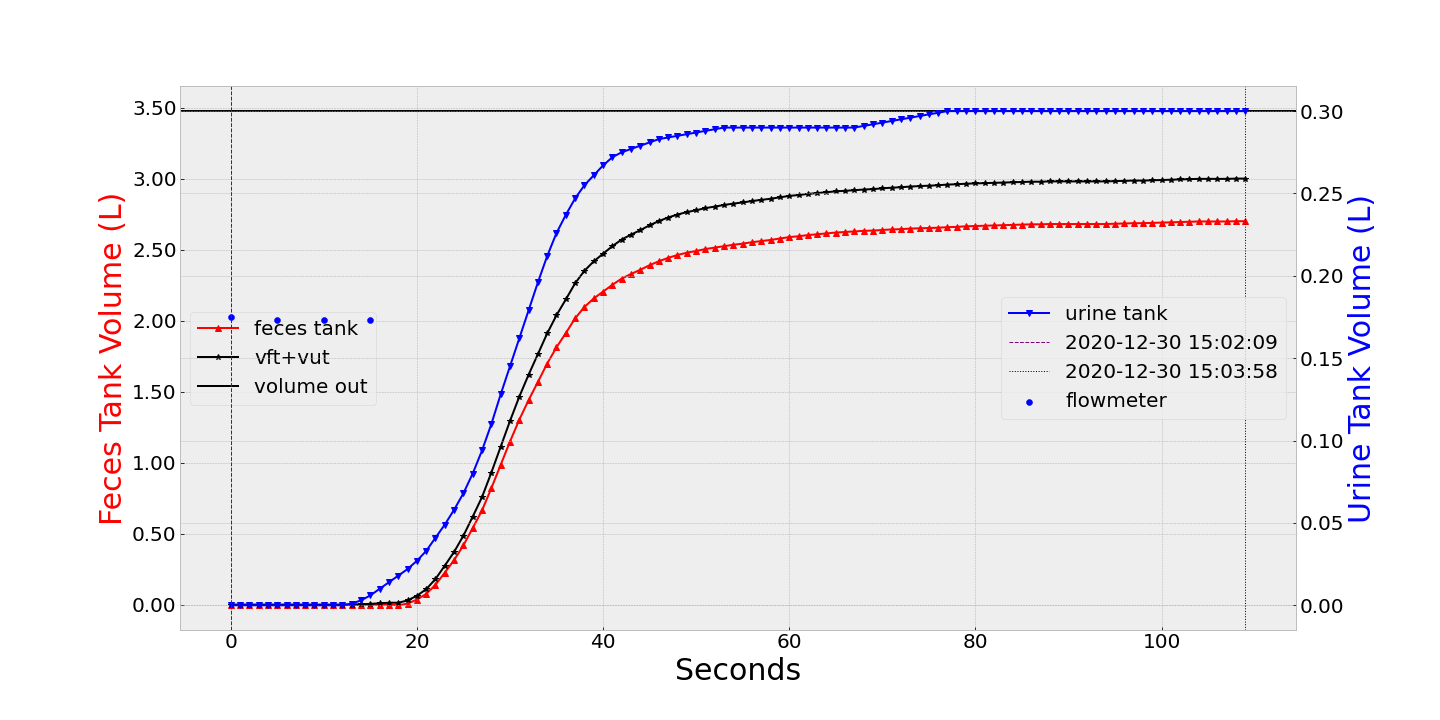 3.50
3.00
2.50
2.00
1.50
1.00
0.50
0.00
Feces Tank Volume (L)
feces tank
vft+vut
volume out
urine tank
2020-12-30 15:02:09
2020-12-30 15:03:58
flowmeter
0.30
0.25
0.20
0.15
0.10
0.05
0.00
Urine Tank Volume (L)
0 20 40 60 80 100
Seconds